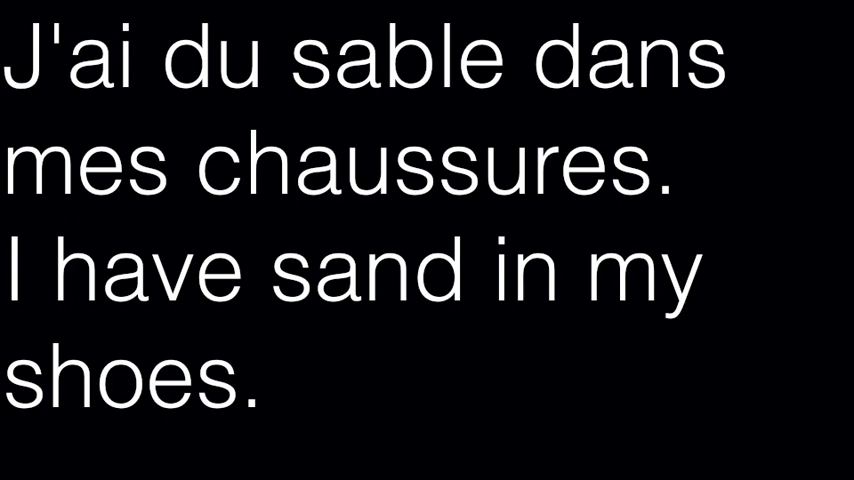 J'ai du sable dans
mes chaussures.
I have sand in my
shoes.